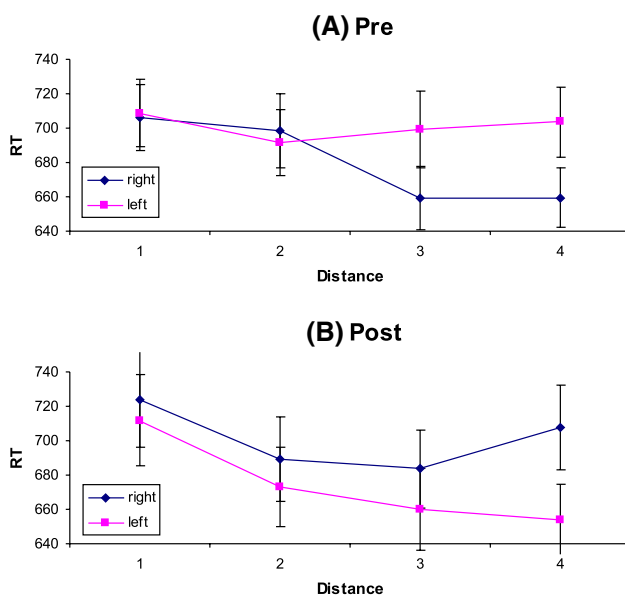 (A) Pre
740
720
700
680
660
640
RT
right
left
1 2 3 4
Distance
(B) Post
740
720
700
680
660
640
RT
right
left
1 2 3 4
Distance